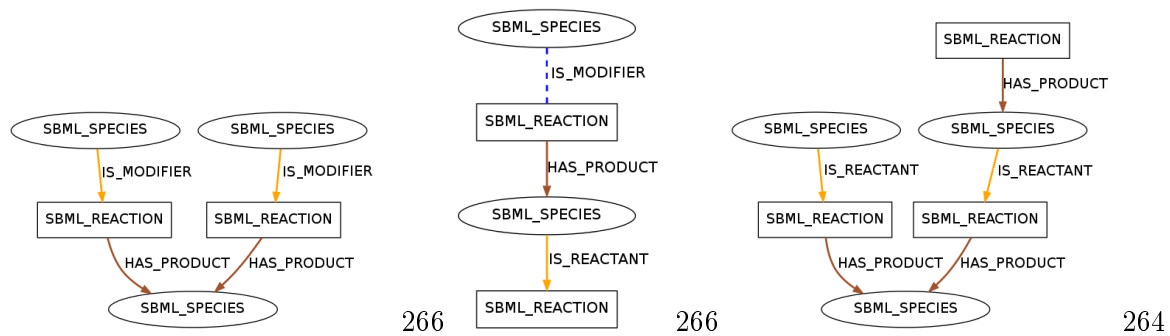 SBML_SPECIES SBML_SPECIES
IS_MODIFIER IS_MODIFIER
SBML_REACTION SBML_REACTION
HAS_PRODUCT HAS_PRODUCT
SBML_SPECIES
266
SBML_SPECIES
IS_MODIFIER
SBML_REACTION
HAS_PRODUCT
SBML_SPECIES
IS_REACTANT
SBML_REACTION
266
SBML_REACTION
HAS_PRODUCT
SBML_SPECIES SBML_SPECIES
IS_REACTANT IS_REACTANT
SBML_REACTION SBML_REACTION
HAS_PRODUCT HAS_PRODUCT
SBML_SPECIES
264